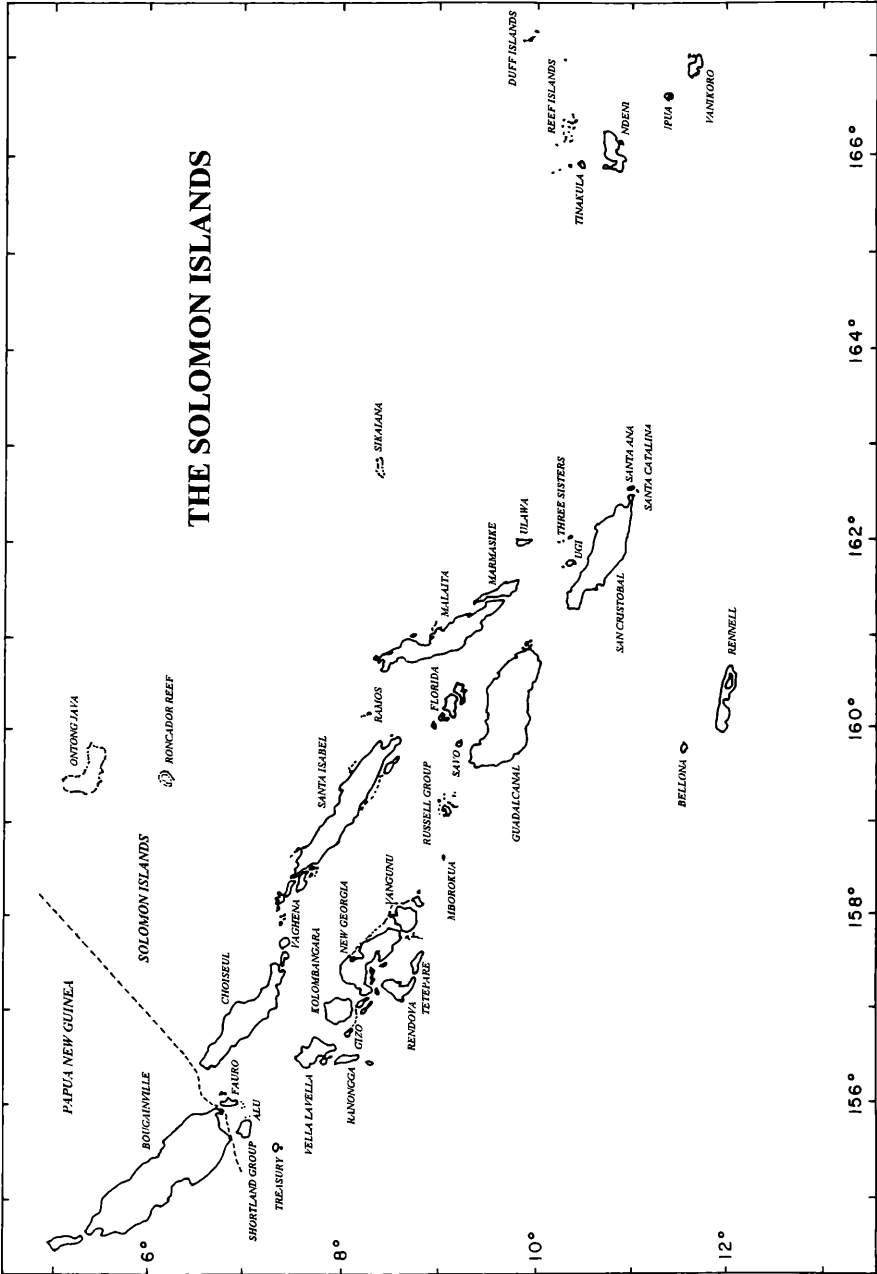 THE SOLOMON ISLANDS
PAPUA NEW GUINEA
SOLOMON ISLANDS
BOUGAINVILLE
ONTONG JAVA
RONCADOR REEF
CHOISEUL
FAURO
ALU
SHORTLAND GROUP
TREASURY
VAGHENA
SANTA ISABEL
RAMOS
SIKAIANA
KOLOMBANGARA
NEW GEORGIA
VANGUNU
VELLA LAVELLA
RANONGGA
GIZO
RENDOVA
TETEPARE
MBOROKUA
RUSSELL GROUP
SAVO
FLORIDA
MALAITA
MARMASIKE
ULAWA
THREE SISTERS
UGI
GUADALCANAL
SAN CRISTOBAL
SANTA ANA
SANTA CATALINA
BELLONA
RENNELL
DUFF ISLANDS
REEF ISLANDS
TINAKULA
NDENI
IPUA
VANIKORO
6°
8°
10°
12°
156°
158°
160°
162°
164°
166°